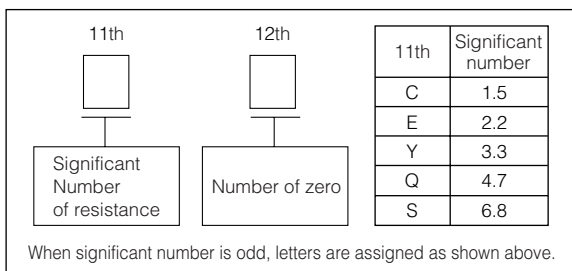 11th
12th
Significant
Number
of resistance
Number of zero
11th Significant number
C 1.5
E 2.2
Y 3.3
Q 4.7
S 6.8
When significant number is odd, letters are assigned as shown above.